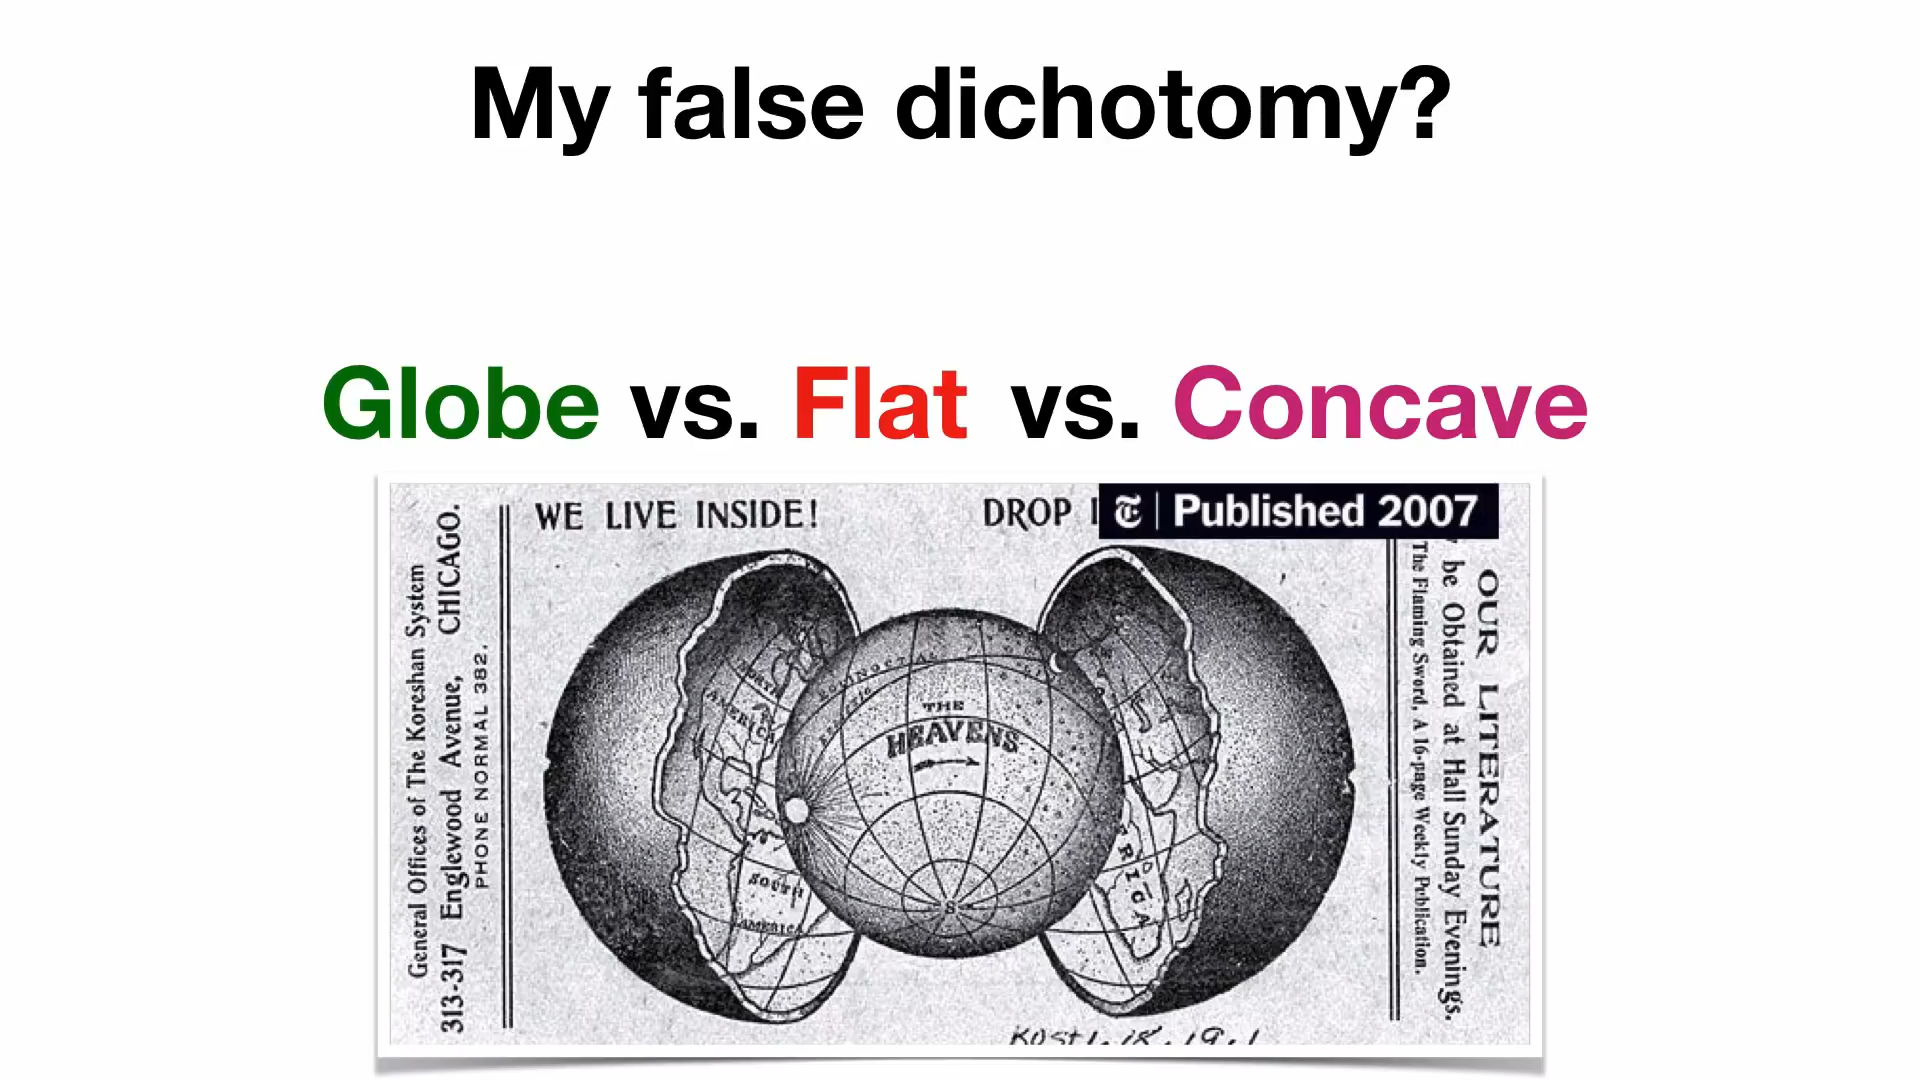 My false dichotomy?
Globe vs. Flat vs. Concave
WE LIVE INSIDE!
DROP
Published 2007
General Offices of The Koreshan System
313-317 Englewood Avenue, CHICAGO.
PHONE NORMAL 382.
OUR LITERATURE
be Obtained at Hall Sunday Evenings.
The Flaming Sword, A 16-page Weekly Publication.
THE
HEAVENS
NORTH
AMERICA
SOUTH
AMERICA
S